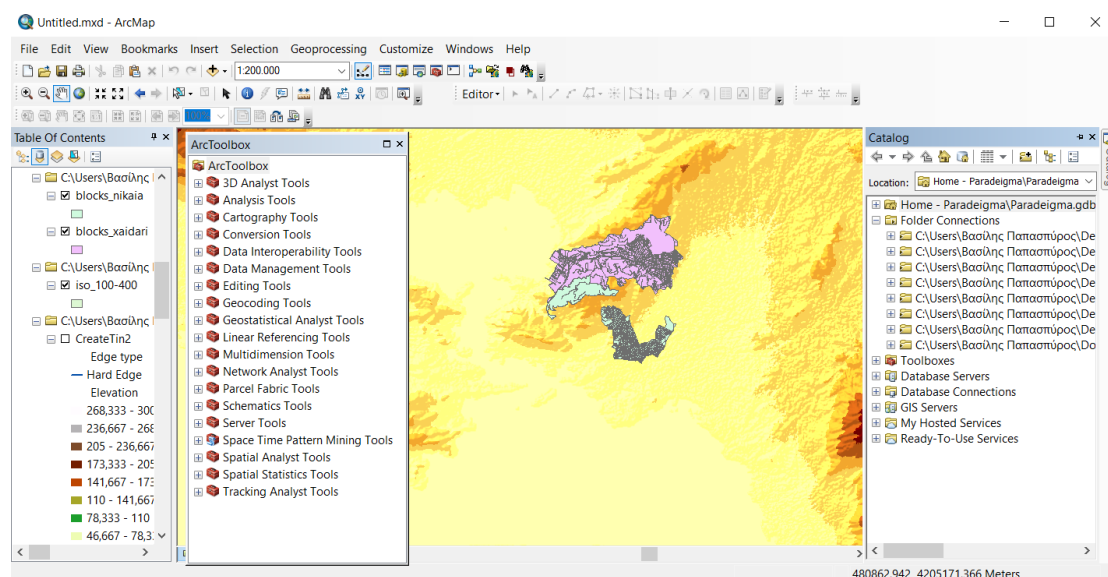 Untitled.mxd - ArcMap
File Edit View Bookmarks Insert Selection Geoprocessing Customize Windows Help
1:200.000
Editor
Table Of Contents
C:\Users\Βασίλης
blocks_nikaia
blocks_xaidari
C:\Users\Βασίλης
iso_100-400
C:\Users\Βασίλης
CreateTin2
Edge type
Hard Edge
Elevation
268,333 - 300
236,667 - 268
205 - 236,667
173,333 - 205
141,667 - 173
110 - 141,667
78,333 - 110
46,667 - 78,3
ArcToolbox
ArcToolbox
3D Analyst Tools
Analysis Tools
Cartography Tools
Conversion Tools
Data Interoperability Tools
Data Management Tools
Editing Tools
Geocoding Tools
Geostatistical Analyst Tools
Linear Referencing Tools
Multidimension Tools
Network Analyst Tools
Parcel Fabric Tools
Schematics Tools
Server Tools
Space Time Pattern Mining Tools
Spatial Analyst Tools
Spatial Statistics Tools
Tracking Analyst Tools
Catalog
Location: Home - Paradeigma\Paradeigma
Home - Paradeigma\Paradeigma.gdb
Folder Connections
C:\Users\Βασίλης Παπασπύρος\De
C:\Users\Βασίλης Παπασπύρος\De
C:\Users\Βασίλης Παπασπύρος\De
C:\Users\Βασίλης Παπασπύρος\De
C:\Users\Βασίλης Παπασπύρος\De
C:\Users\Βασίλης Παπασπύρος\De
C:\Users\Βασίλης Παπασπύρος\De
C:\Users\Βασίλης Παπασπύρος\Do
Toolboxes
Database Servers
Database Connections
GIS Servers
My Hosted Services
Ready-To-Use Services
480862,942 4205171,366 Meters